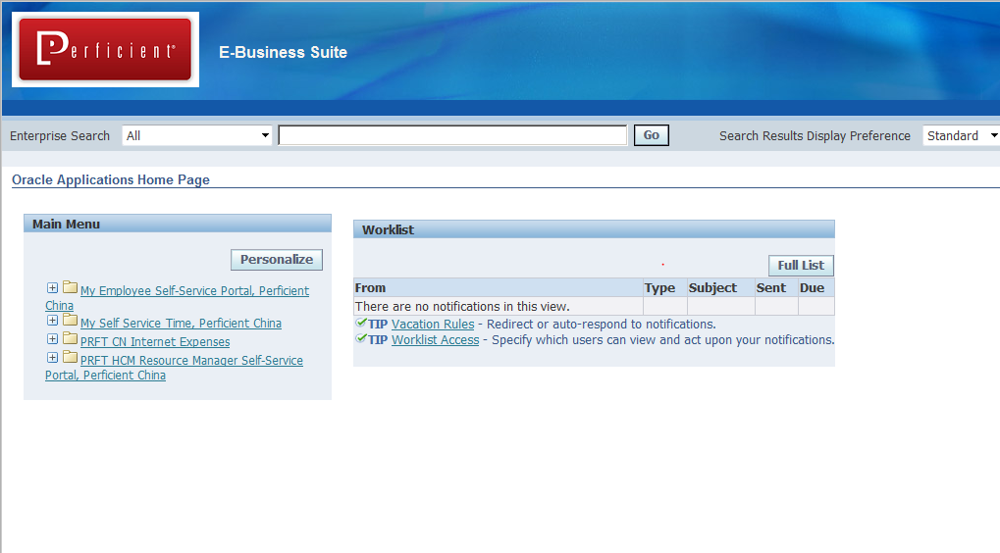 Perficient®
E-Business Suite
Enterprise Search All Go Search Results Display Preference Standard
Oracle Applications Home Page
Main Menu
Personalize
My Employee Self-Service Portal, Perficient
China
My Self Service Time, Perficient China
PRFT CN Internet Expenses
PRFT HCM Resource Manager Self-Service
Portal, Perficient China
Worklist
Full List
From Type Subject Sent Due
There are no notifications in this view.
TIP Vacation Rules - Redirect or auto-respond to notifications.
TIP Worklist Access - Specify which users can view and act upon your notifications.